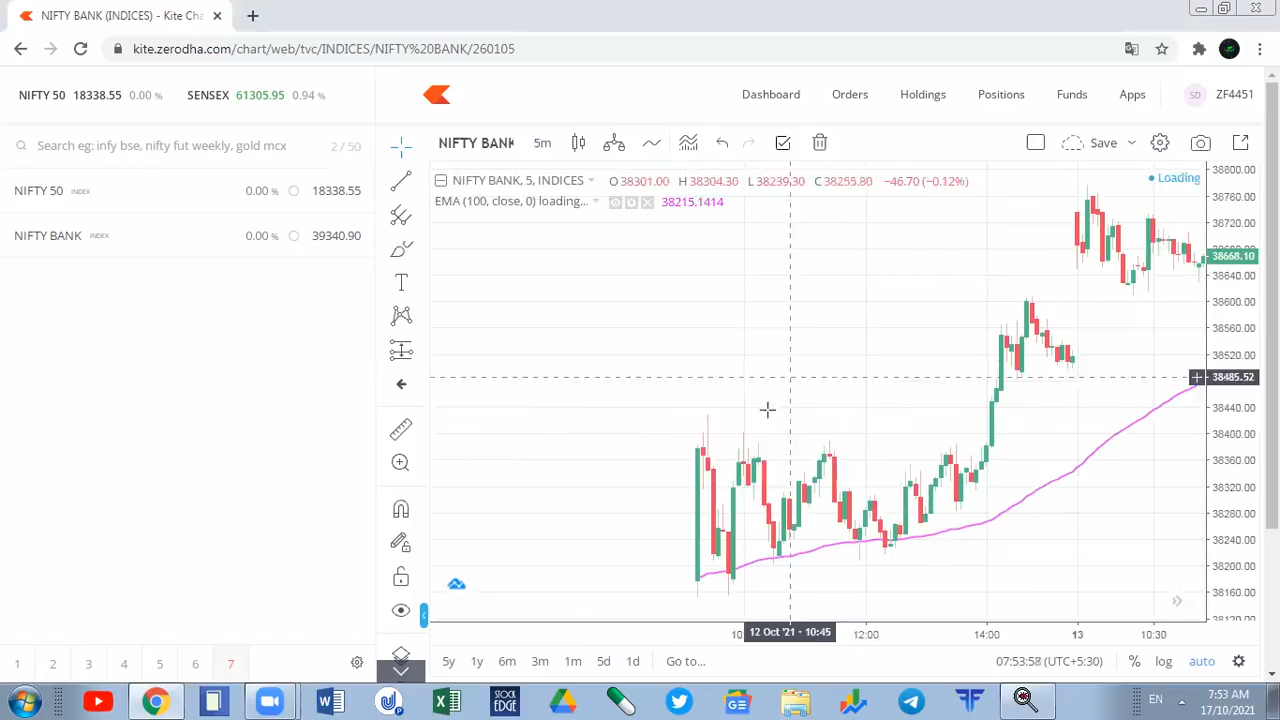 NIFTY BANK (INDICES) - Kite Cha
kite.zerodha.com/chart/web/tvc/INDICES/NIFTY%20BANK/260105
NIFTY 50 18338.55 0.00 % SENSEX 61305.95 0.94 %
Dashboard Orders Holdings Positions Funds Apps SD ZF4451
Search eg: infy bse, nifty fut weekly, gold mcx 2 / 50
NIFTY BANK 5m Save
NIFTY 50 INDEX 0.00 % 18338.55
NIFTY BANK INDEX 0.00 % 39340.90
NIFTY BANK, 5, INDICES O 38301.00 H 38304.30 L 38239.30 C 38255.80 −46.70 (−0.12%)
EMA (100, close, 0) loading... 38215.1414
Loading
38800.00
38760.00
38720.00
38668.10
38640.00
38600.00
38560.00
38520.00
38485.52
38440.00
38400.00
38360.00
38320.00
38280.00
38240.00
38200.00
38160.00
38120.00
12 Oct '21 - 10:45 12:00 14:00 13 10:30
1 2 3 4 5 6 7
5y 1y 6m 3m 1m 5d 1d Go to... 07:53:58 (UTC+5:30) % log auto
STOCK EDGE
EN
7:53 AM
17/10/2021